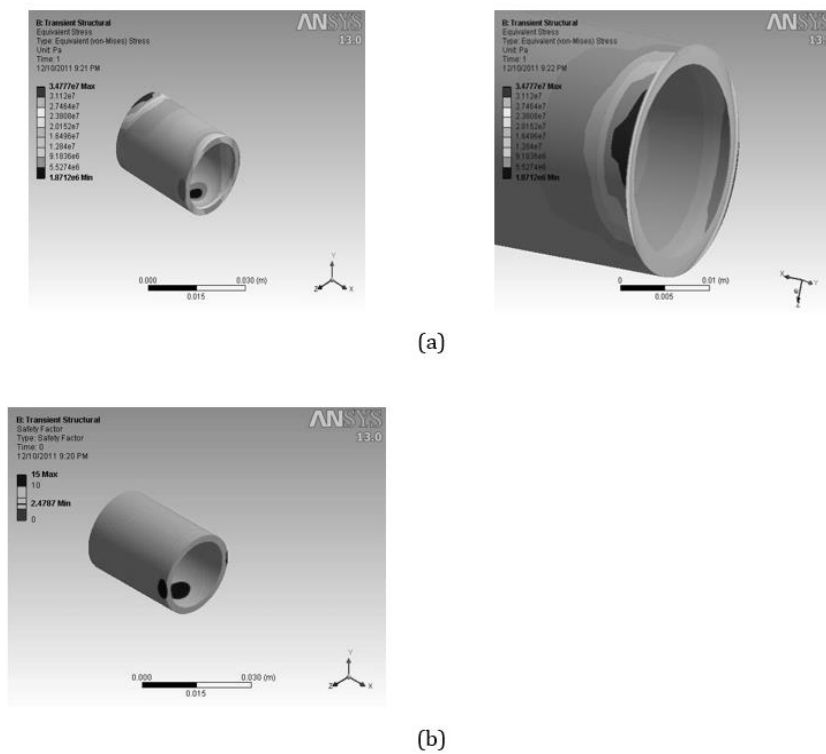 B: Transient Structural
Equivalent Stress
Type: Equivalent (von-Mises) Stress
Unit: Pa
Time: 1
12/10/2011 9:21 PM
3.4777e7 Max
3.112e7
2.7464e7
2.3808e7
2.0152e7
1.6496e7
1.284e7
9.1836e6
5.5274e6
1.8712e6 Min
ANSYS
13.0
0.000
0.030 (m)
0.015
Y
Z
X
B: Transient Structural
Equivalent Stress
Type: Equivalent (von-Mises) Stress
Unit: Pa
Time: 1
12/10/2011 9:22 PM
3.4777e7 Max
3.112e7
2.7464e7
2.3808e7
2.0152e7
1.6496e7
1.284e7
9.1836e6
5.5274e6
1.8712e6 Min
ANSYS
13.0
0
0.01 (m)
0.005
X
Y
Z
(a)
B: Transient Structural
Safety Factor
Type: Safety Factor
Time: 0
12/10/2011 9:20 PM
15 Max
10
2.4787 Min
0
ANSYS
13.0
0.000
0.030 (m)
0.015
Y
Z
X
(b)